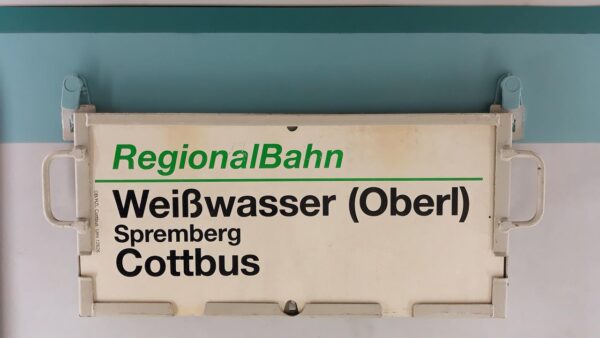 RegionalBahn
Weißwasser (Oberl)
Spremberg
Cottbus